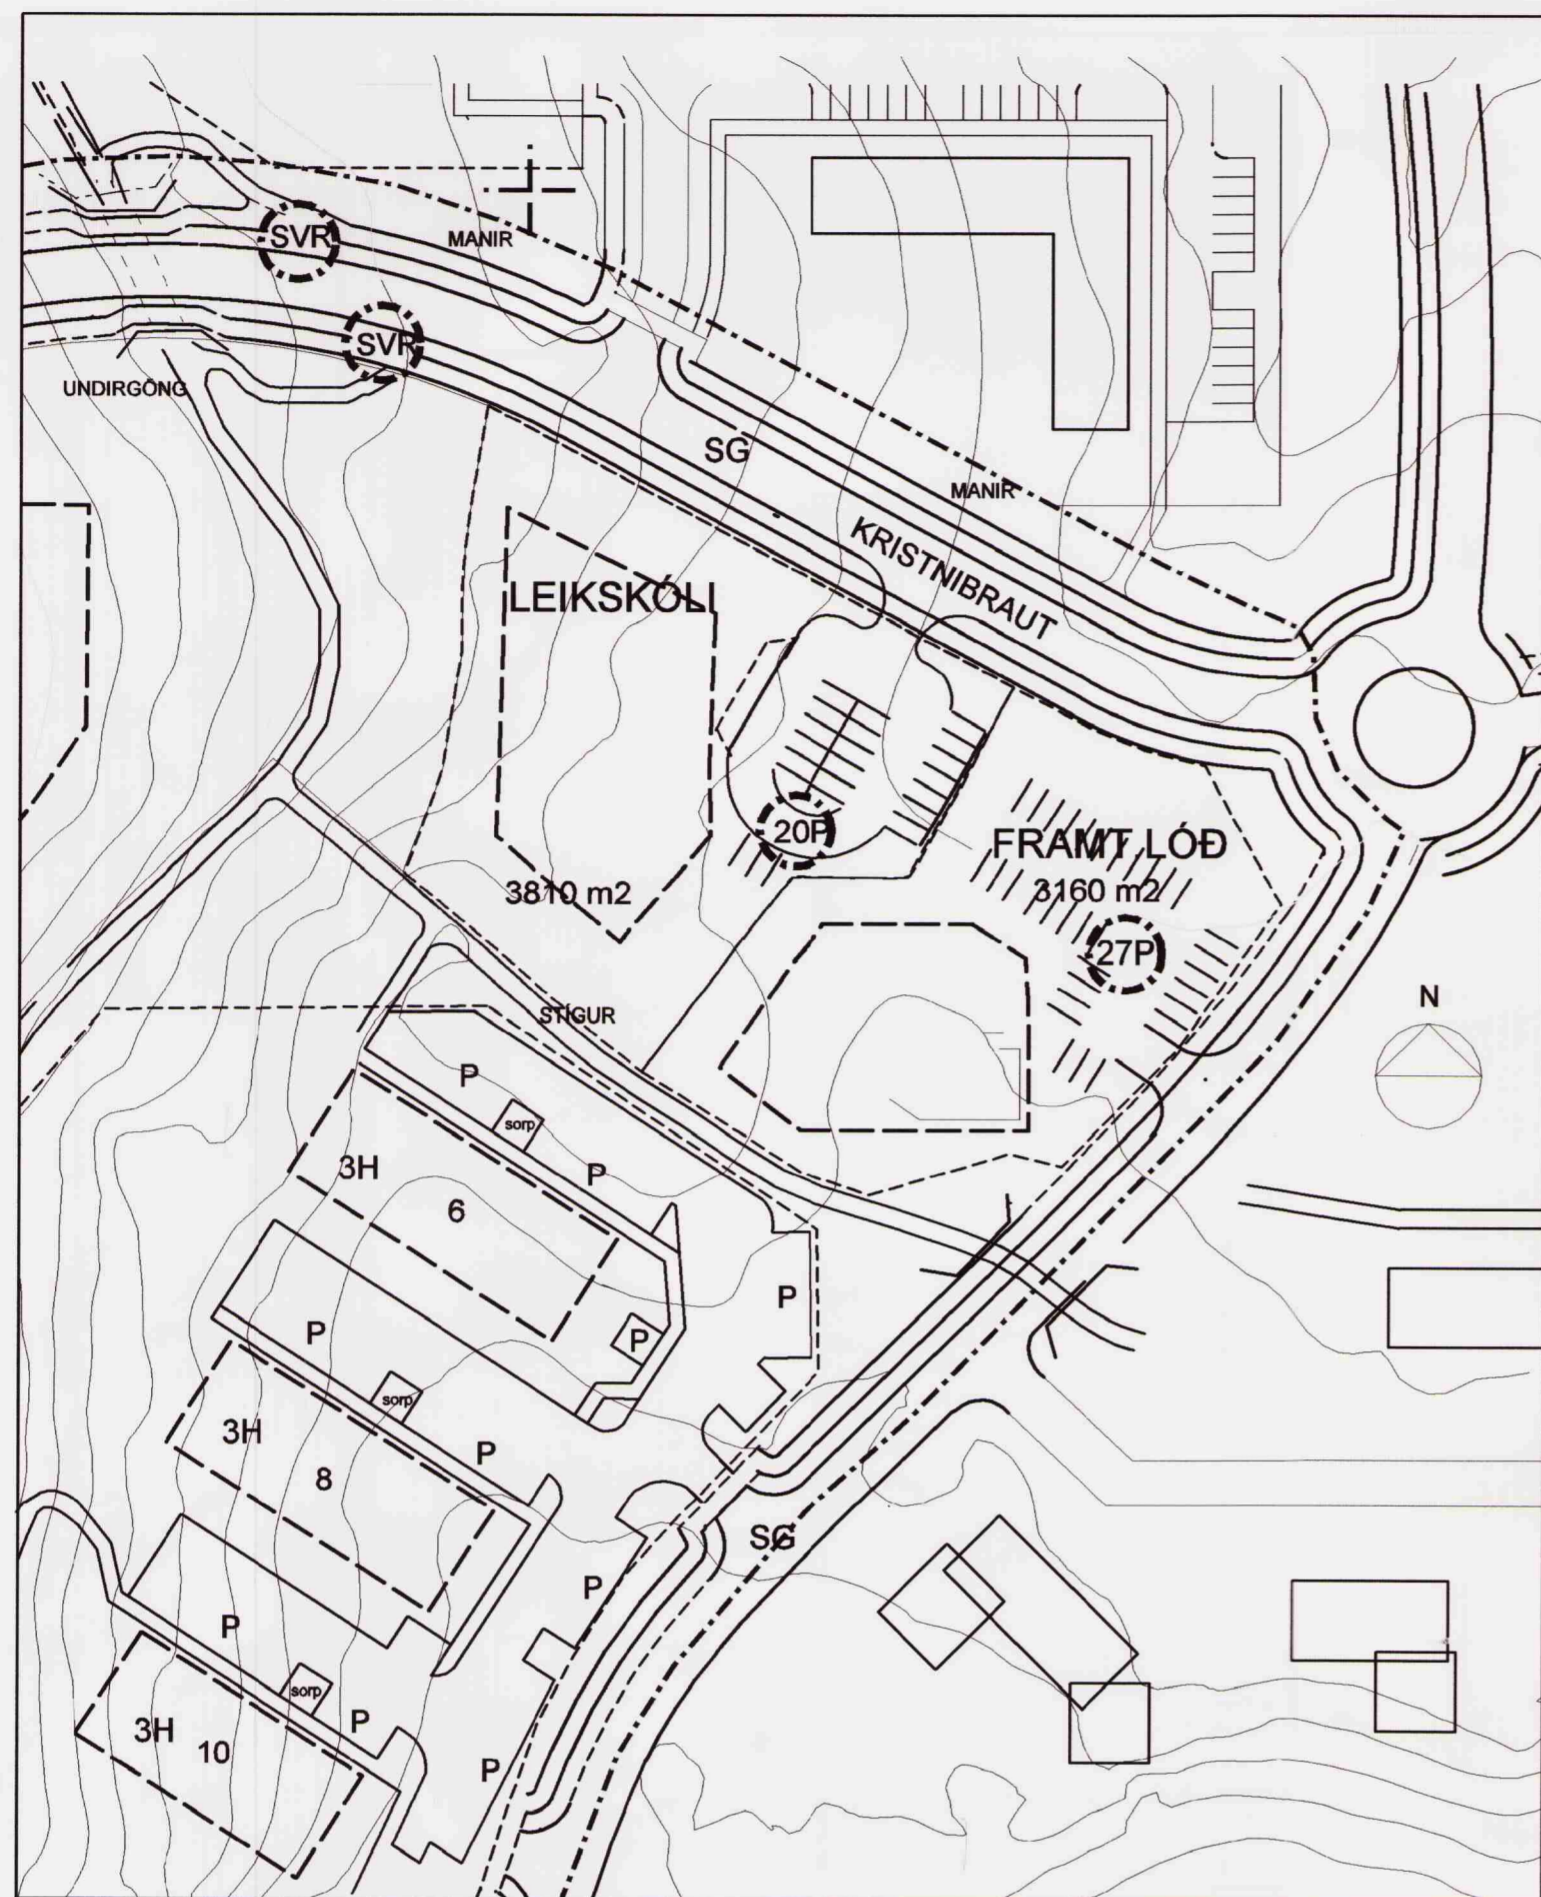 SVR
MANIR
SVR
UNDIRGÖNG
SG
MANIR
KRISTNIBRAUT
LEIKSKÓLI
20P
FRAMT.LÓÐ
3810 m2
3160 m2
27P
N
STÍGUR
P
sorp
P
3H
6
P
P
P
sorp
3H
P
8
SG
P
P
sorp
P
3H
10
P